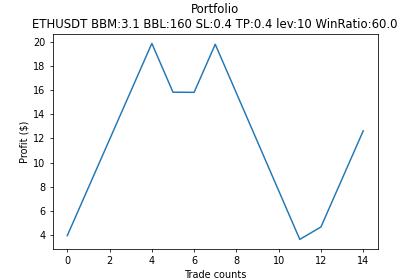 Portfolio
ETHUSDT BBM:3.1 BBL:160 SL:0.4 TP:0.4 lev:10 WinRatio:60.0
20
18
16
14
12
10
8
6
4
Profit ($)
0 2 4 6 8 10 12 14
Trade counts